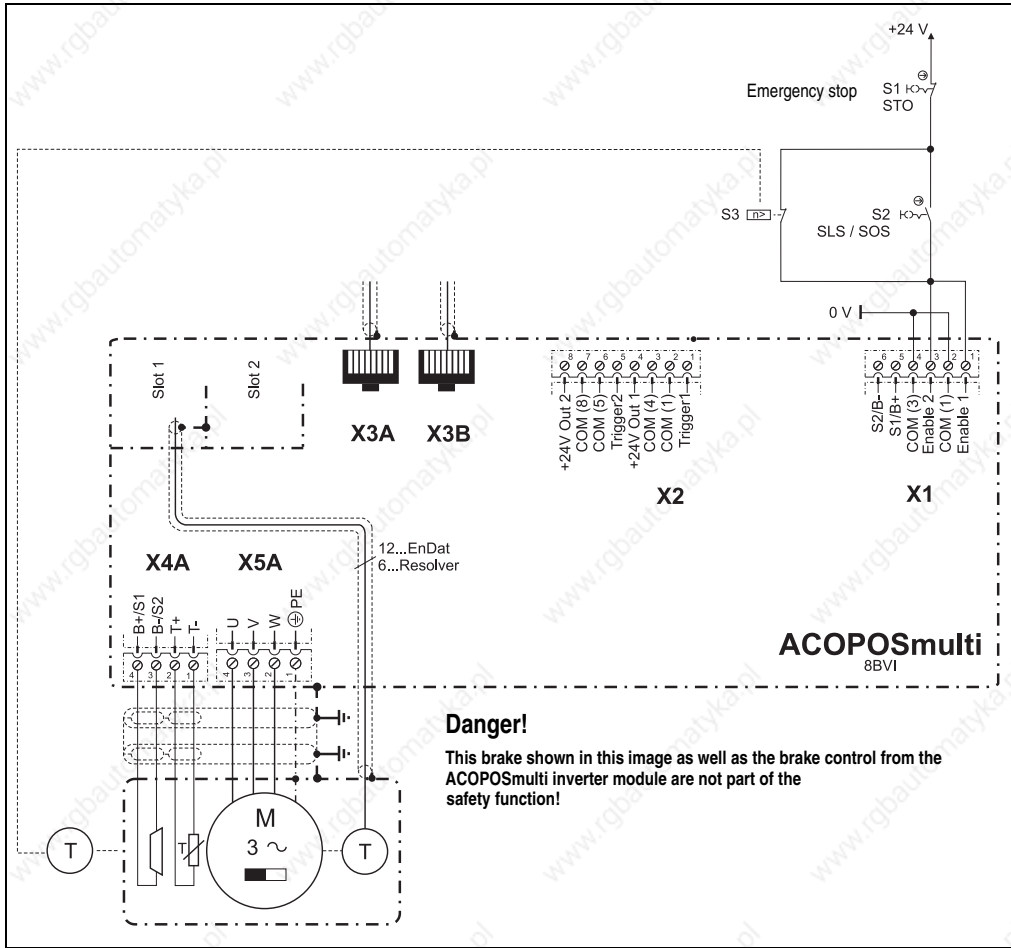 +24 V
Emergency stop
S1
STO
S3 n>
S2
SLS / SOS
0 V
Slot 1
Slot 2
X3A
X3B
8 7 6 5 4 3 2 1
+24V Out 2
COM (8)
COM (5)
Trigger2
+24V Out 1
COM (4)
COM (1)
Trigger1
X2
6 5 4 3 2 1
S2/B-
S1/B+
COM (3)
Enable 2
COM (1)
Enable 1
X1
12...EnDat
6...Resolver
X4A
X5A
B+/S1
B-/S2
T+
T-
4 3 2 1
U
V
W
PE
4 3 2 1
ACOPOSmulti
8BVI
Danger!
This brake shown in this image as well as the brake control from the
ACOPOSmulti inverter module are not part of the
safety function!
T
T
M
3 ~
T
www.rgbautomatyka.pl